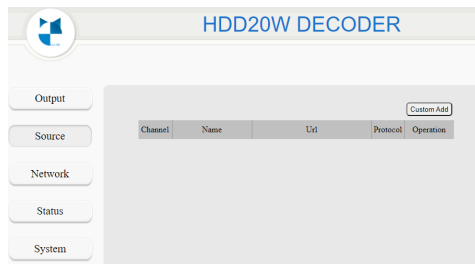 HDD20W DECODER
Output
Custom Add
Source
Channel Name Url Protocol Operation
Network
Status
System